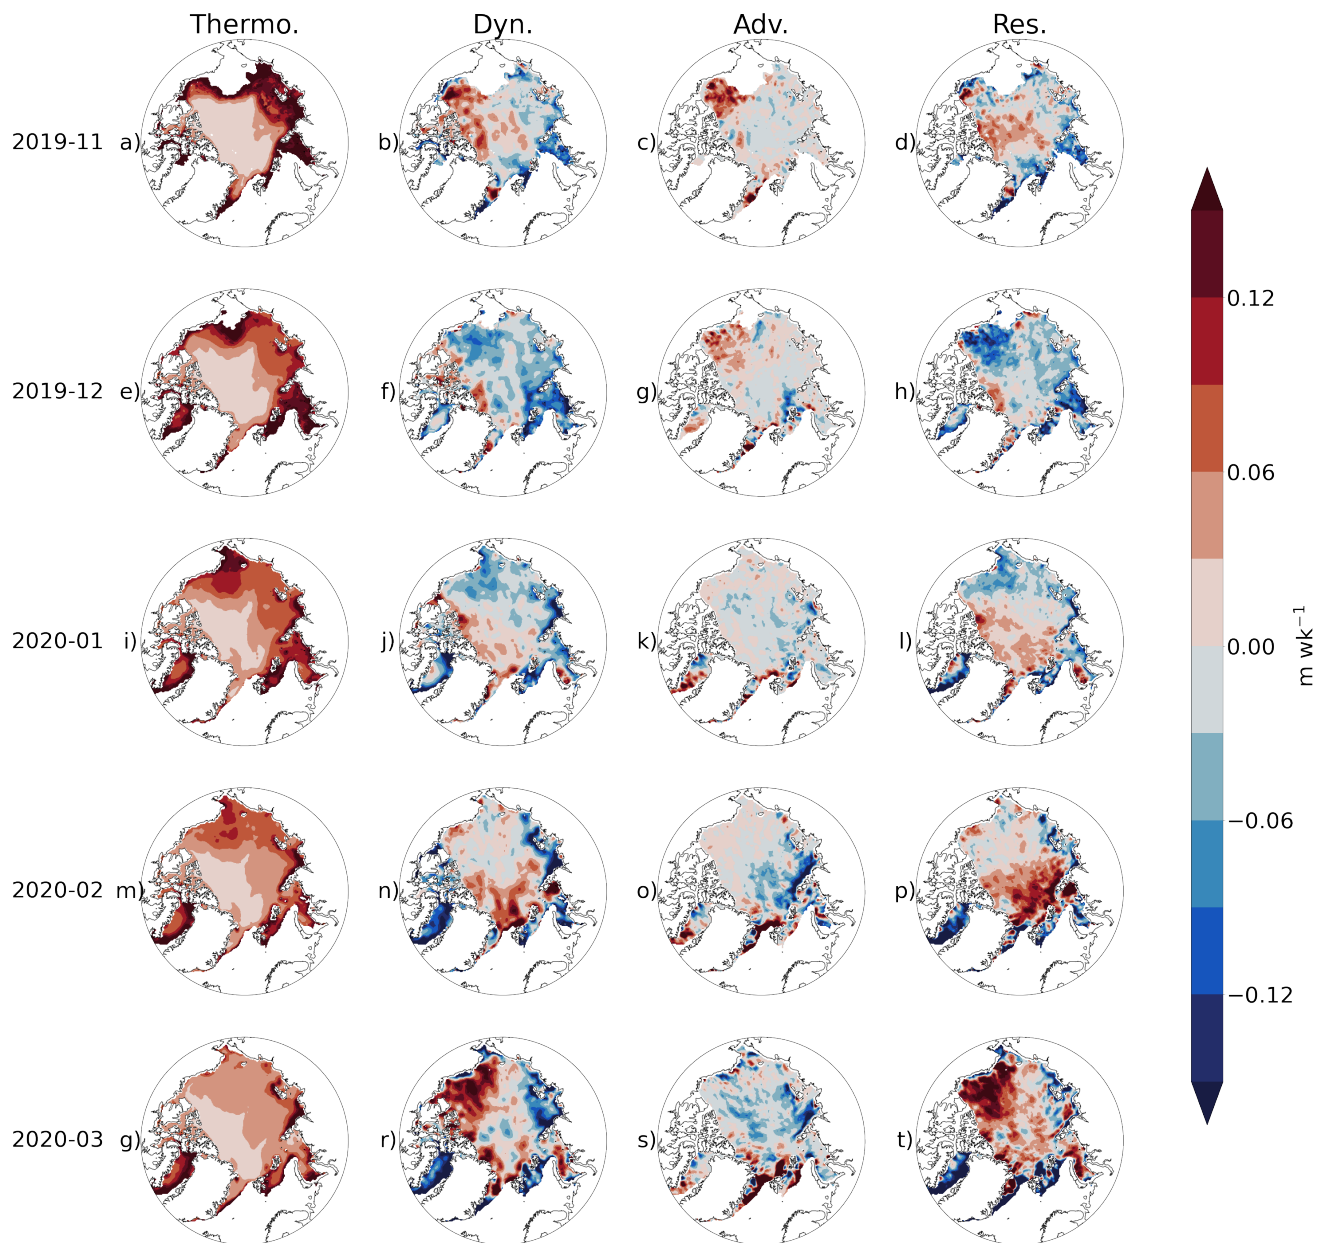 Thermo. Dyn. Adv. Res.
2019-11 a) b) c) d)
2019-12 e) f) g) h)
2020-01 i) j) k) l)
2020-02 m) n) o) p)
2020-03 g) r) s) t)
0.12
0.06
0.00
−0.06
−0.12
m wk⁻¹